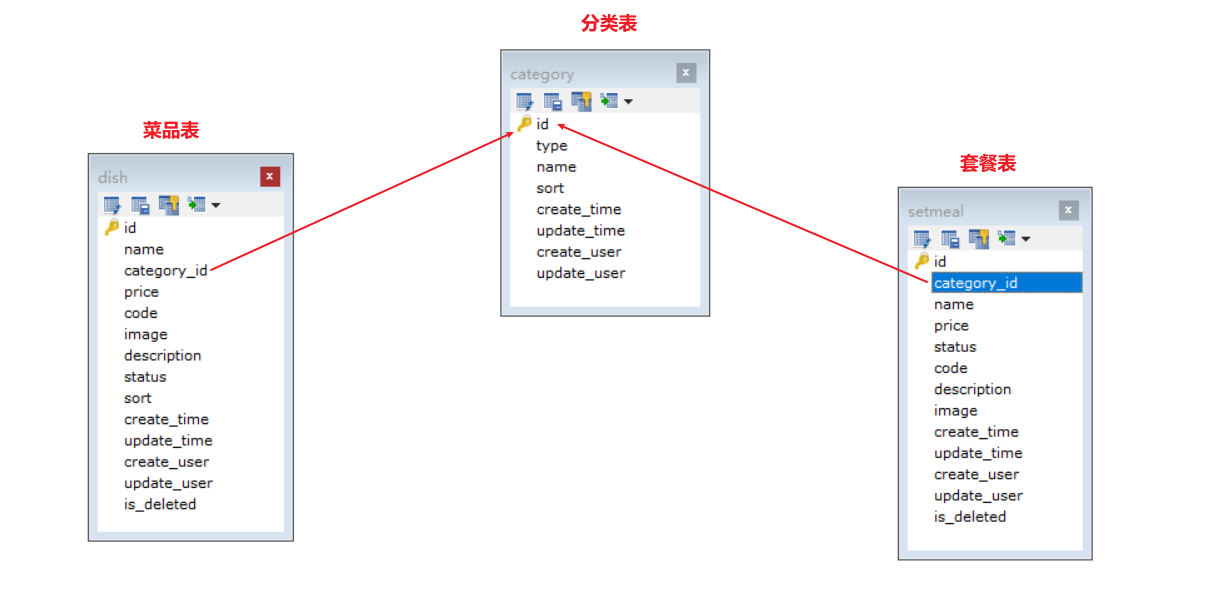 分类表
category
id
type
name
sort
create_time
update_time
create_user
update_user
菜品表
dish
id
name
category_id
price
code
image
description
status
sort
create_time
update_time
create_user
update_user
is_deleted
套餐表
setmeal
id
category_id
name
price
status
code
description
image
create_time
update_time
create_user
update_user
is_deleted